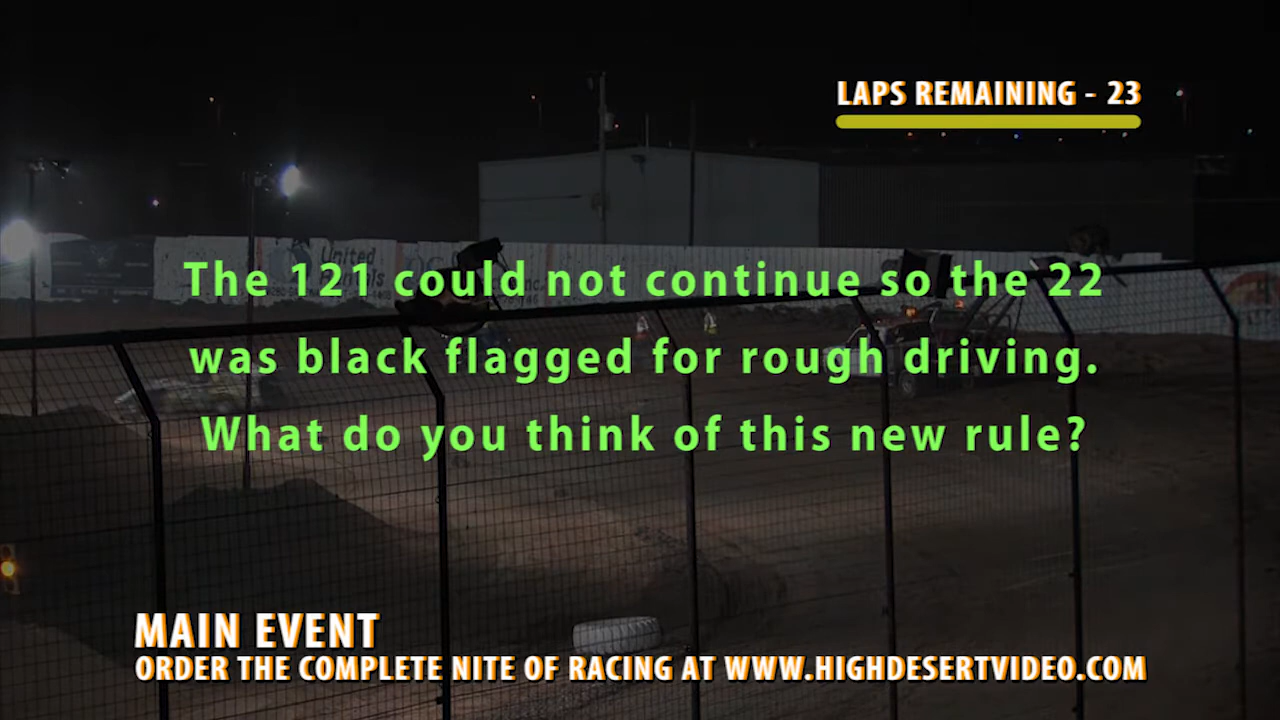 LAPS REMAINING - 23
United
The 121 could not continue so the 22
was black flagged for rough driving.
What do you think of this new rule?
MAIN EVENT
ORDER THE COMPLETE NITE OF RACING AT WWW.HIGHDESERTVIDEO.COM